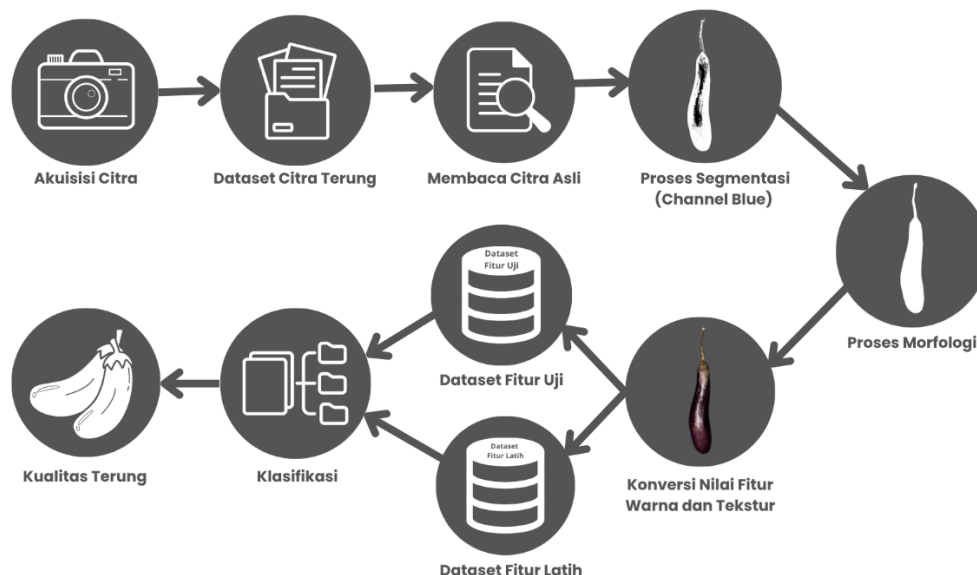 Akuisisi Citra
Dataset Citra Terung
Membaca Citra Asli
Proses Segmentasi
(Channel Blue)
Proses Morfologi
Konversi Nilai Fitur
Warna dan Tekstur
Dataset
Fitur Uji
Dataset Fitur Uji
Dataset
Fitur Latih
Dataset Fitur Latih
Klasifikasi
Kualitas Terung